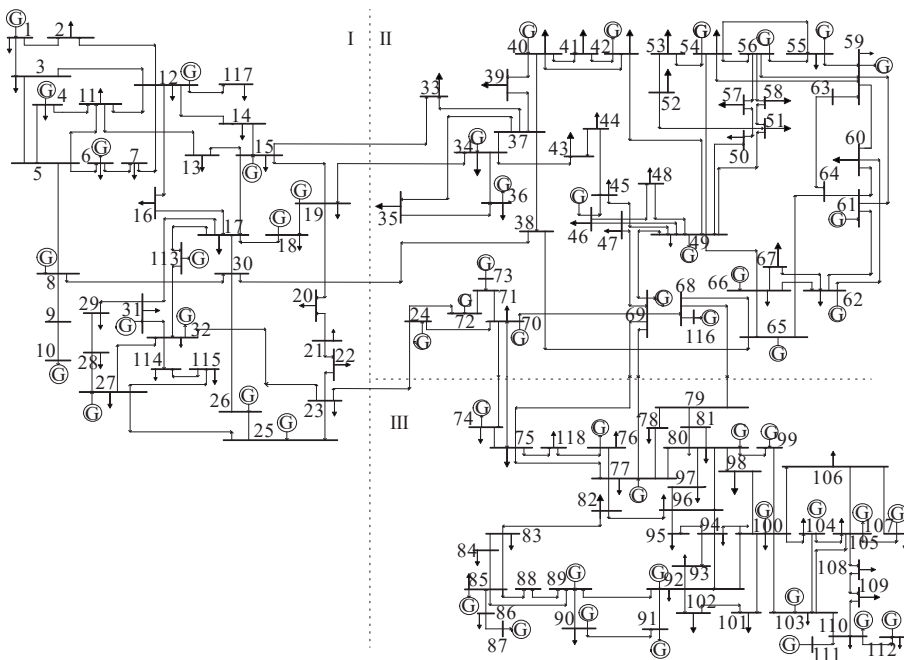 G 1 2 I II G 40 41 G 42 53 54 G 56 G 55 G 59
3 G 4 11 12 G 117 33 39 52 57 58 63 G
14 37 44 51
5 6 G 7 13 15 G 34 G 43 50 60
16 35 36 G 45 48 64
17 G 18 19 38 46 G 47 49 G 61 G
113 G 30 67
8 G 73 G 66 G 62 G
29 31 20 24 G 72 G 71 70 G 69 G 68 116 G
9 G 32 65 G
10 G 28 114 115 21 22
27 G 26 G 25 G 23 III
79
74 G 78 81 G G 99
75 118 G 76 80 98
77 G 97
82 96
83 95 94 100 G 104 G 105 G 107 G 106
84 108
85 G 88 89 G 92 G 93 109
86 90 G 91 G 102 101 103 G 110 G 112 G
87 G 111 G